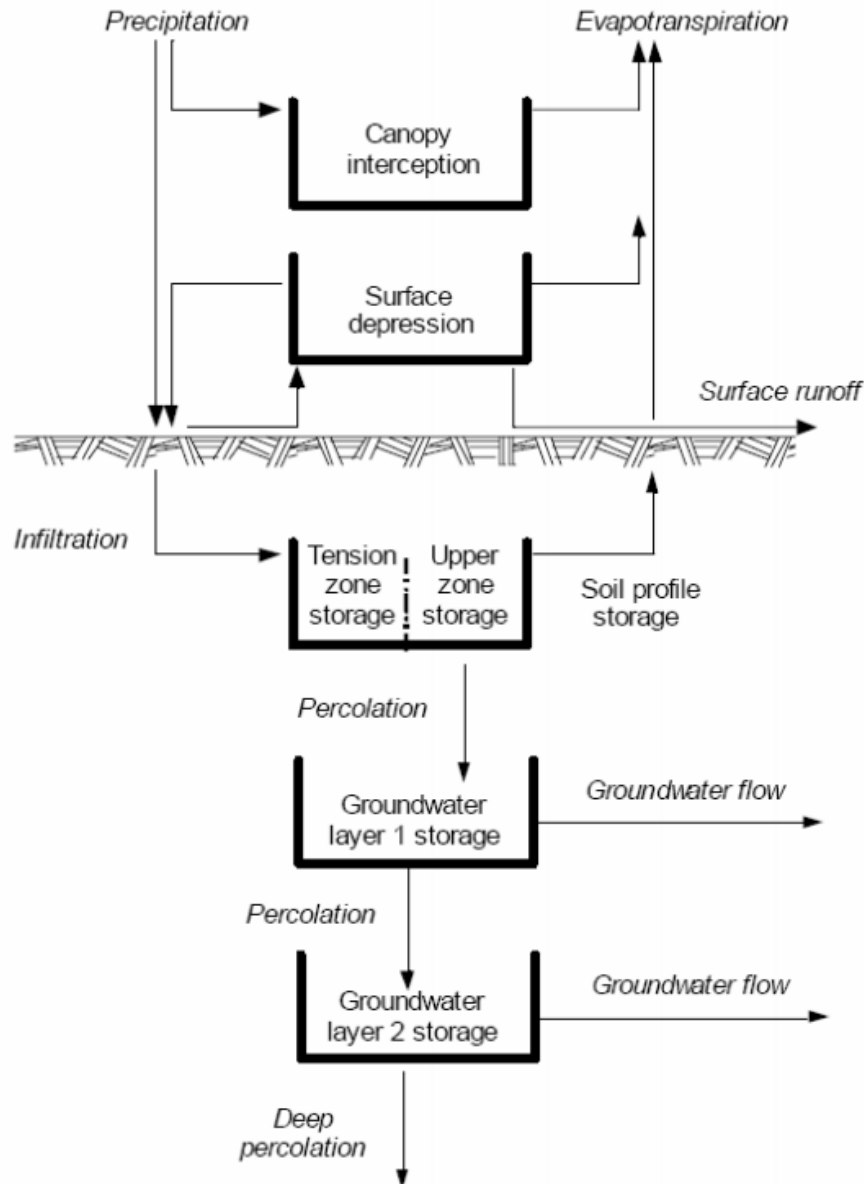 Precipitation
Evapotranspiration
Canopy
interception
Surface
depression
Surface runoff
Infiltration
Tension
zone
storage
Upper
zone
storage
Soil profile
storage
Percolation
Groundwater
layer 1 storage
Groundwater flow
Percolation
Groundwater
layer 2 storage
Groundwater flow
Deep
percolation